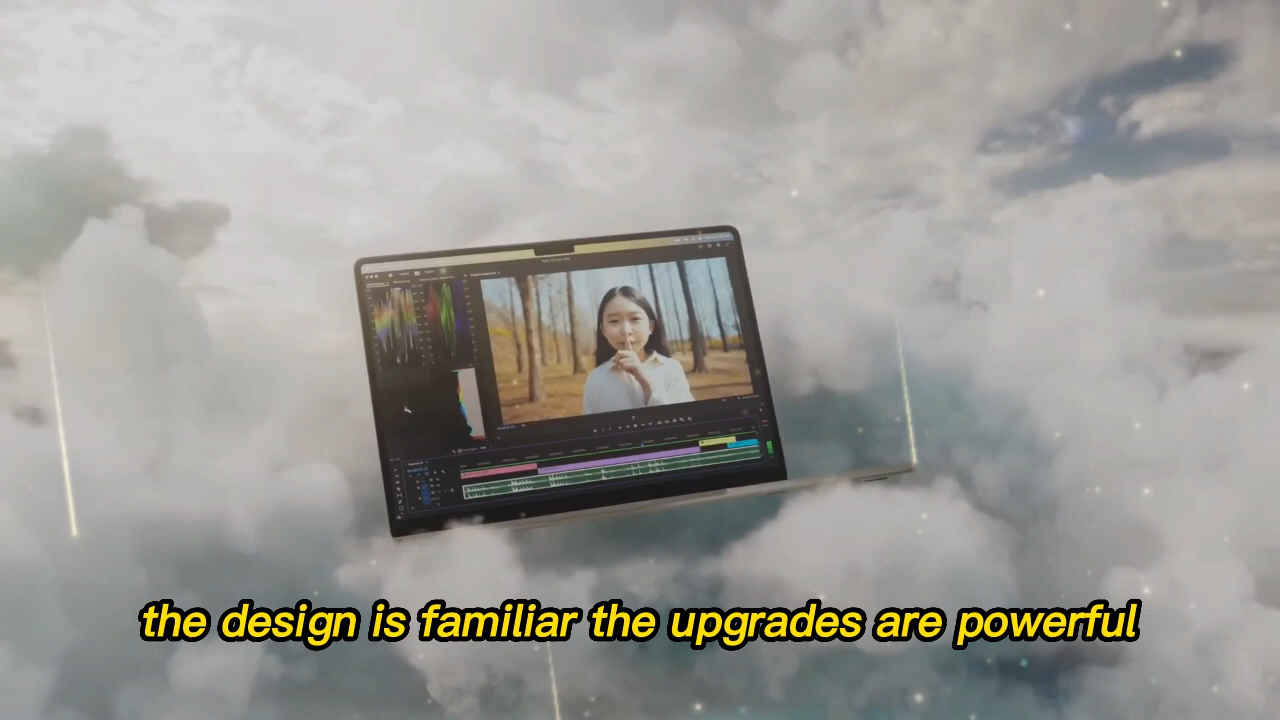 the design is familiar the upgrades are powerful